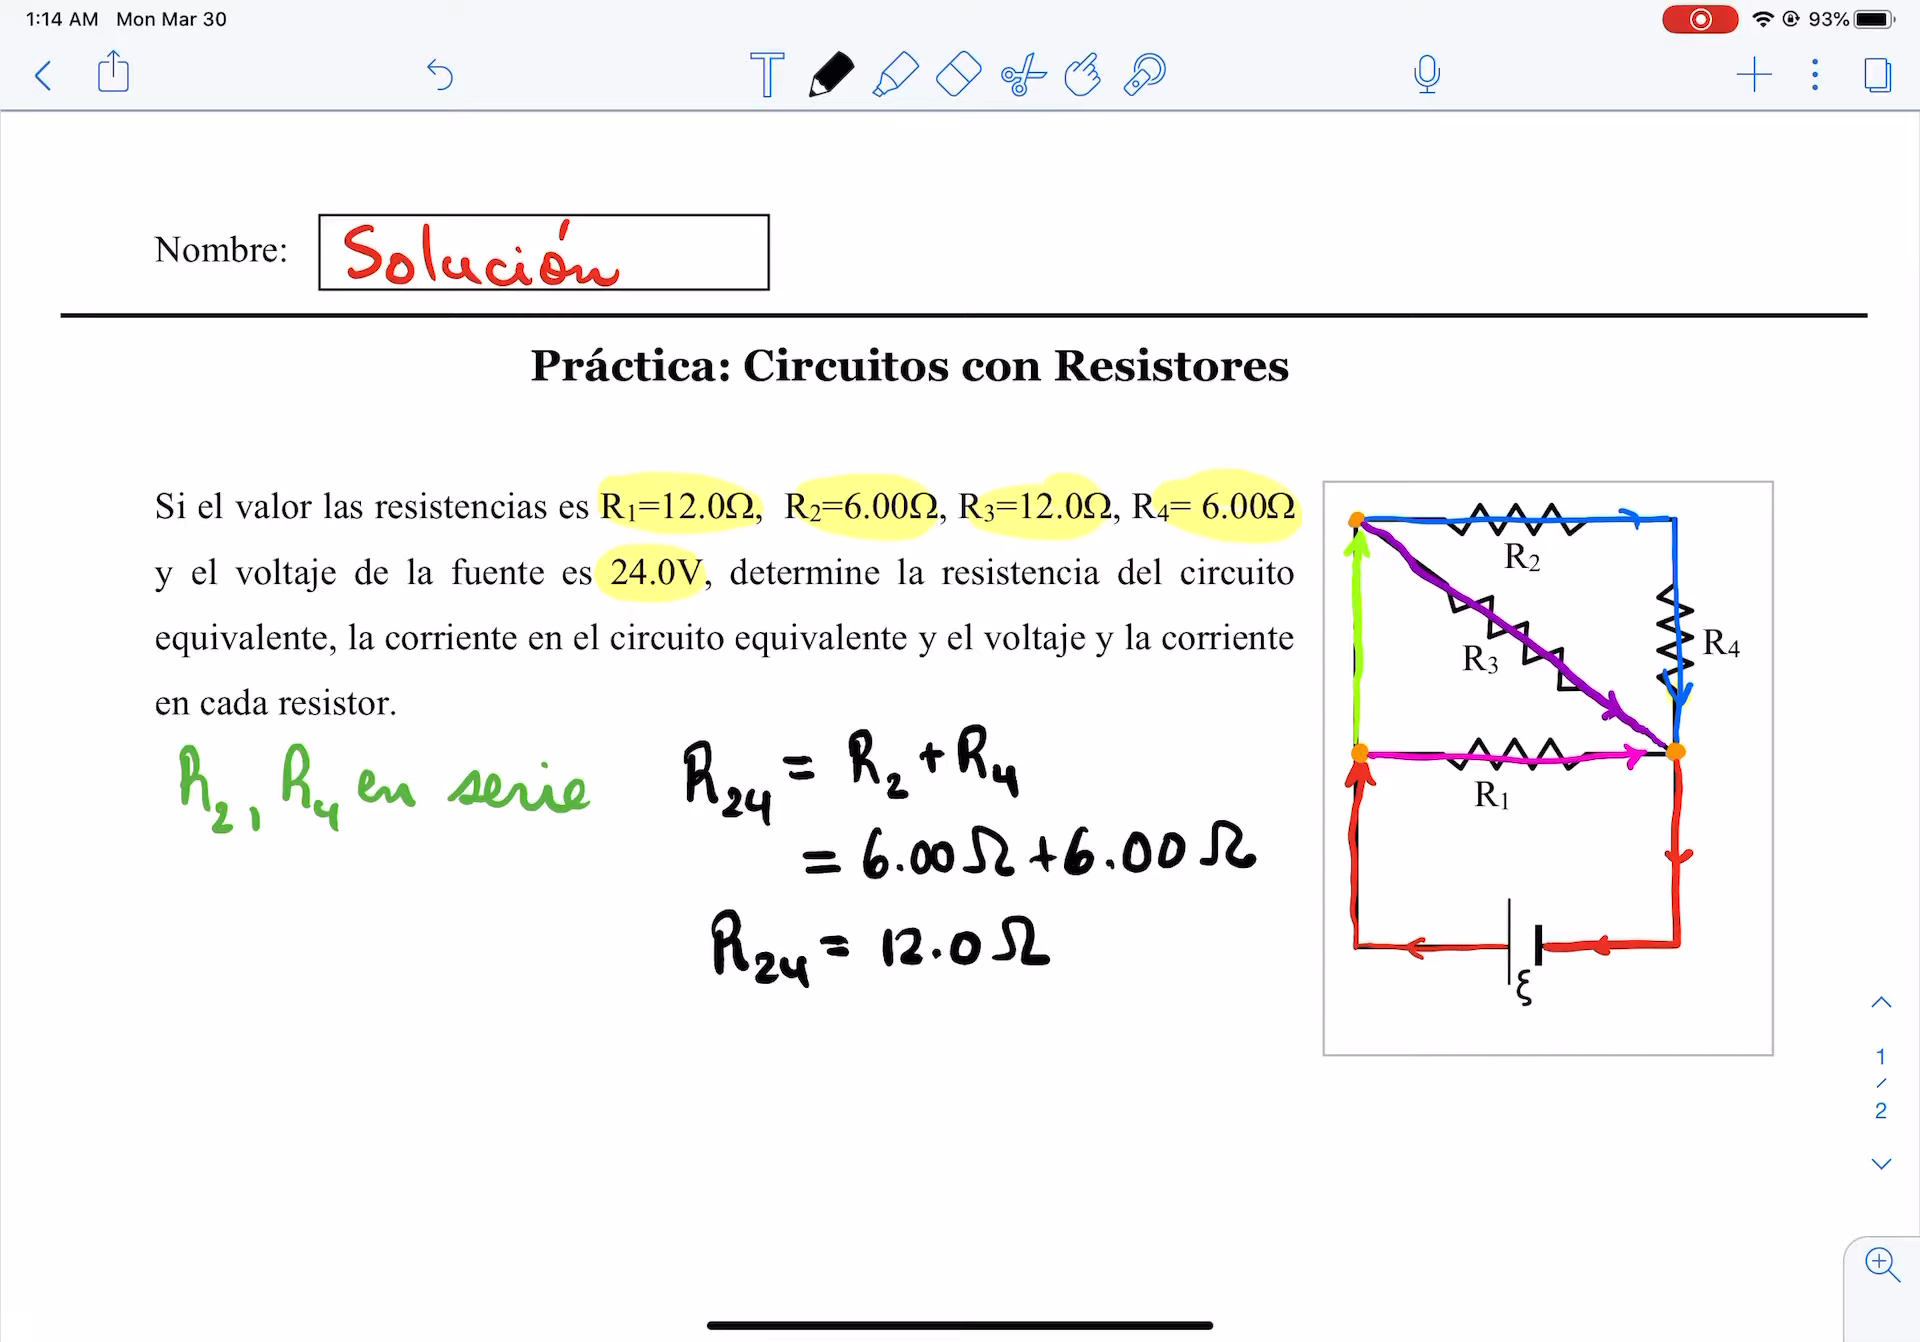 1:14 AM Mon Mar 30
93%
Nombre: Solución
Práctica: Circuitos con Resistores
Si el valor las resistencias es R₁=12.0Ω, R₂=6.00Ω, R₃=12.0Ω, R₄= 6.00Ω
y el voltaje de la fuente es 24.0V, determine la resistencia del circuito
equivalente, la corriente en el circuito equivalente y el voltaje y la corriente
en cada resistor.
R₂, R₄ en serie
R₂₄ = R₂ + R₄
= 6.00 Ω + 6.00 Ω
R₂₄ = 12.0 Ω
R₂
R₃
R₄
R₁
ξ
1
/
2